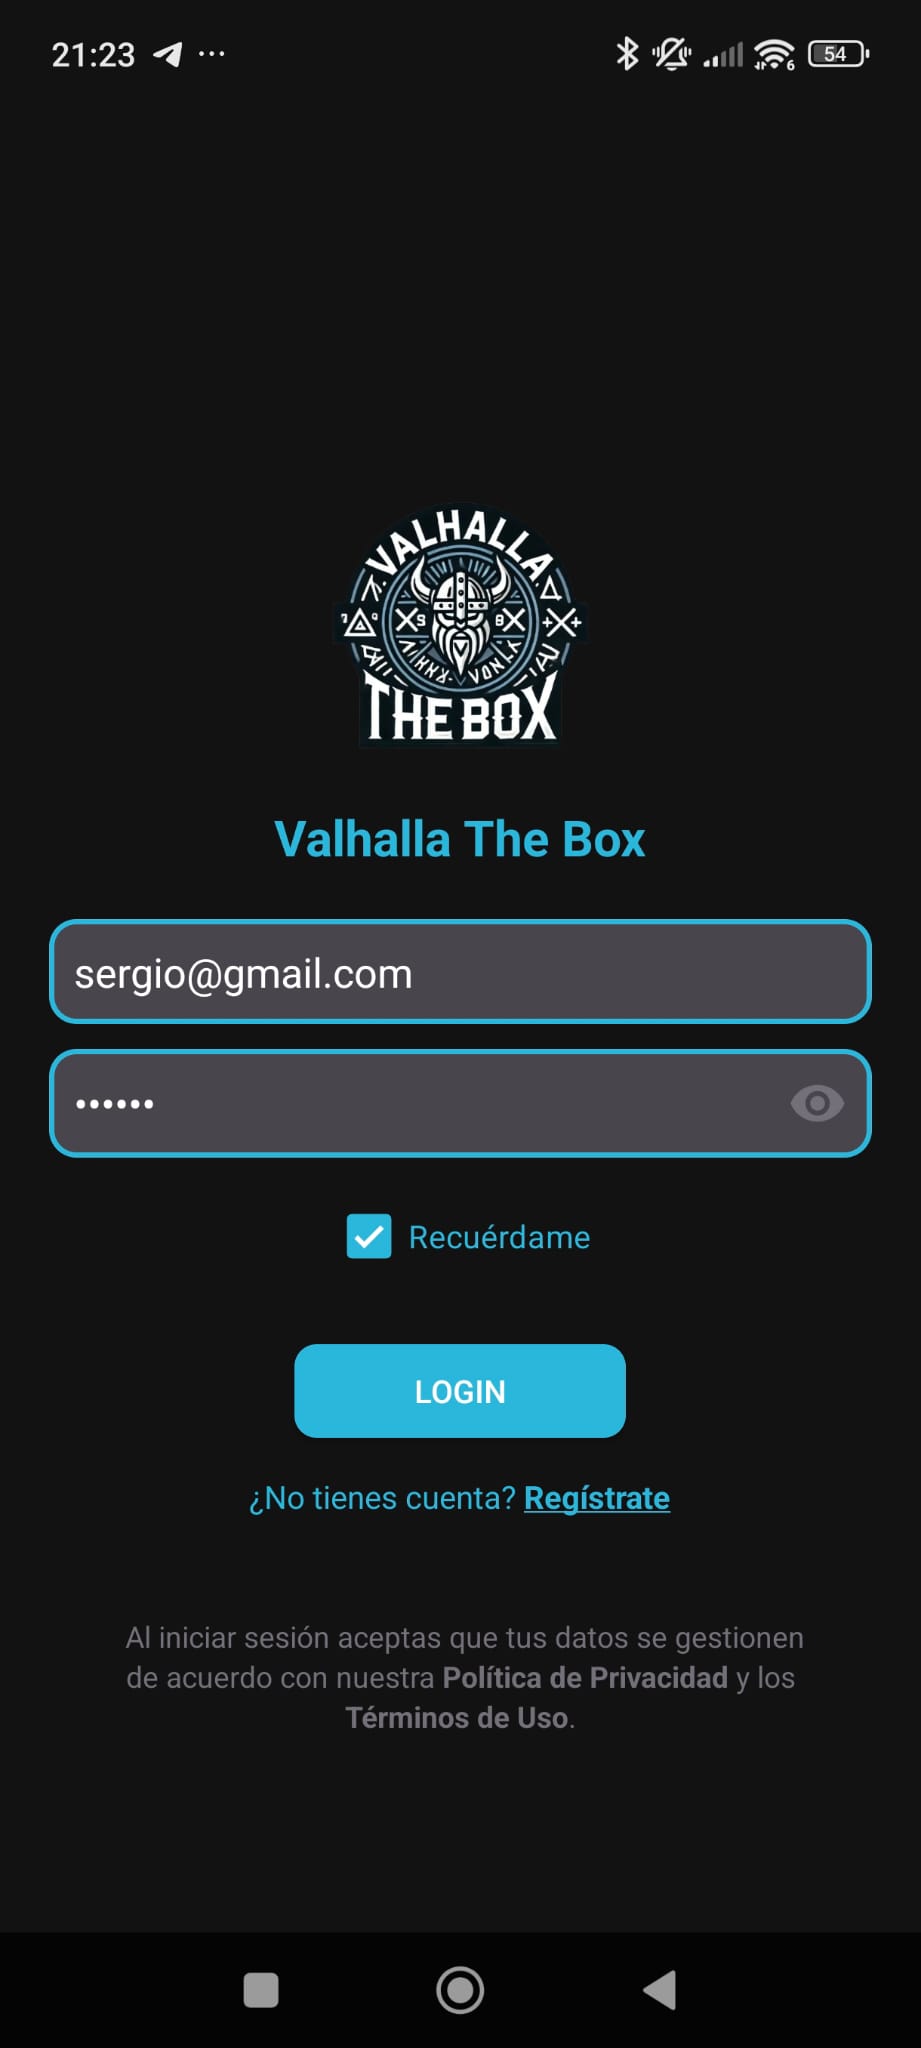 21:23
54
6
VALHALLA
THE BOX
Valhalla The Box
sergio@gmail.com
••••••
Recuérdame
LOGIN
¿No tienes cuenta? Regístrate
Al iniciar sesión aceptas que tus datos se gestionen
de acuerdo con nuestra Política de Privacidad y los
Términos de Uso.